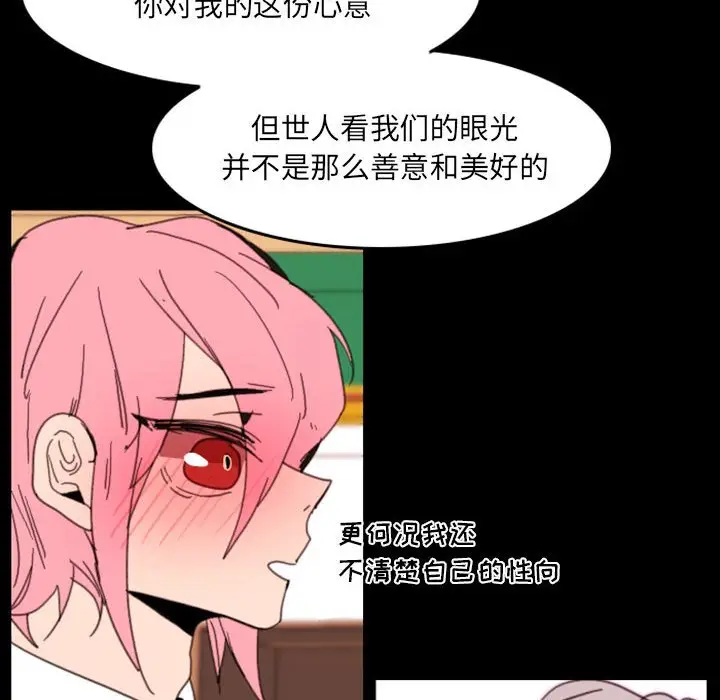 你对我的这份心意
但世人看我们的眼光
并不是那么善意和美好的
更何况我还
不清楚自己的性向